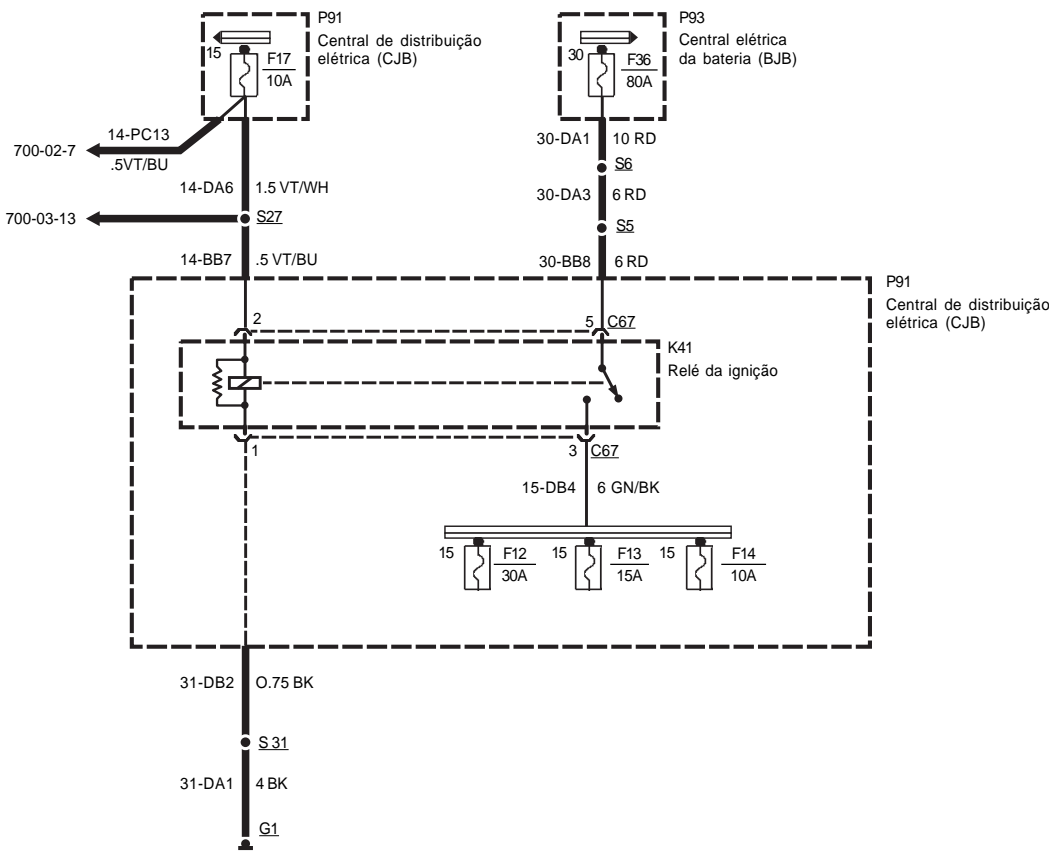 P91
Central de distribuição
elétrica (CJB)
15
F17
10A
P93
Central elétrica
da bateria (BJB)
30
F36
80A
14-PC13
700-02-7
.5VT/BU
30-DA1 10 RD
S6
14-DA6 1.5 VT/WH
30-DA3 6 RD
700-03-13
S27
S5
14-BB7 .5 VT/BU
30-BB8 6 RD
P91
Central de distribuição
elétrica (CJB)
2
5 C67
K41
Relé da ignição
1
3 C67
15-DB4 6 GN/BK
15 F12 15 F13 15 F14
30A 15A 10A
31-DB2 O.75 BK
S 31
31-DA1 4 BK
G1